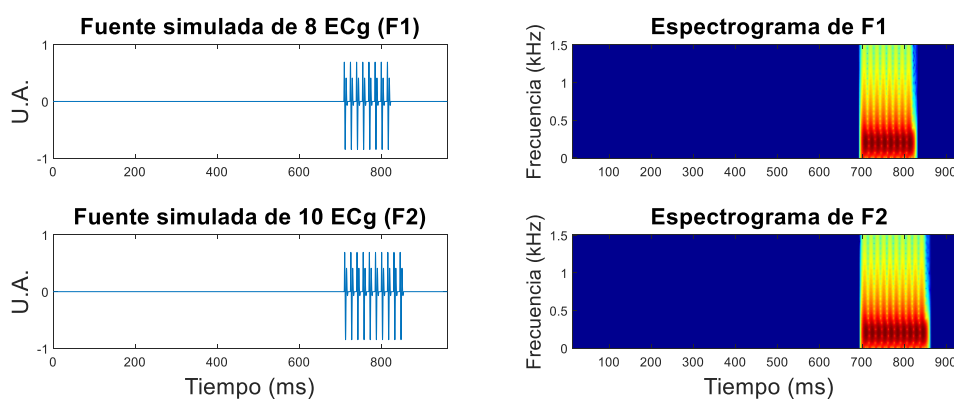 Fuente simulada de 8 ECg (F1)
1
0
-1
U.A.
0 200 400 600 800
Espectrograma de F1
1.5
1
0.5
0
Frecuencia (kHz)
100 200 300 400 500 600 700 800 900
Fuente simulada de 10 ECg (F2)
1
0
-1
U.A.
0 200 400 600 800
Tiempo (ms)
Espectrograma de F2
1.5
1
0.5
0
Frecuencia (kHz)
100 200 300 400 500 600 700 800 900
Tiempo (ms)